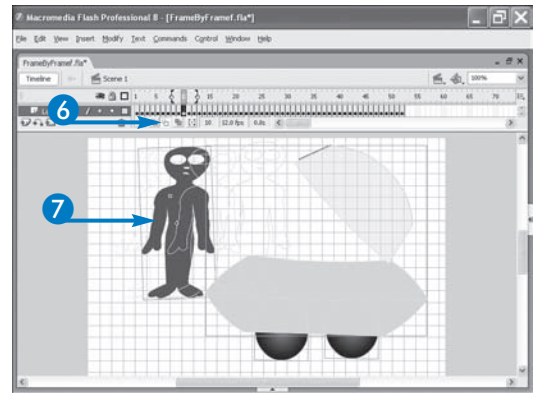 Macromedia Flash Professional 8 - [FrameByFramef.fla*]
File Edit View Insert Modify Text Commands Control Window Help
FrameByFramef.fla*
Timeline Scene 1 100%
1 5 10 15 20 25 30 35 40 45 50 55 60 65 70
6
10 12.0 fps 0.8s
7